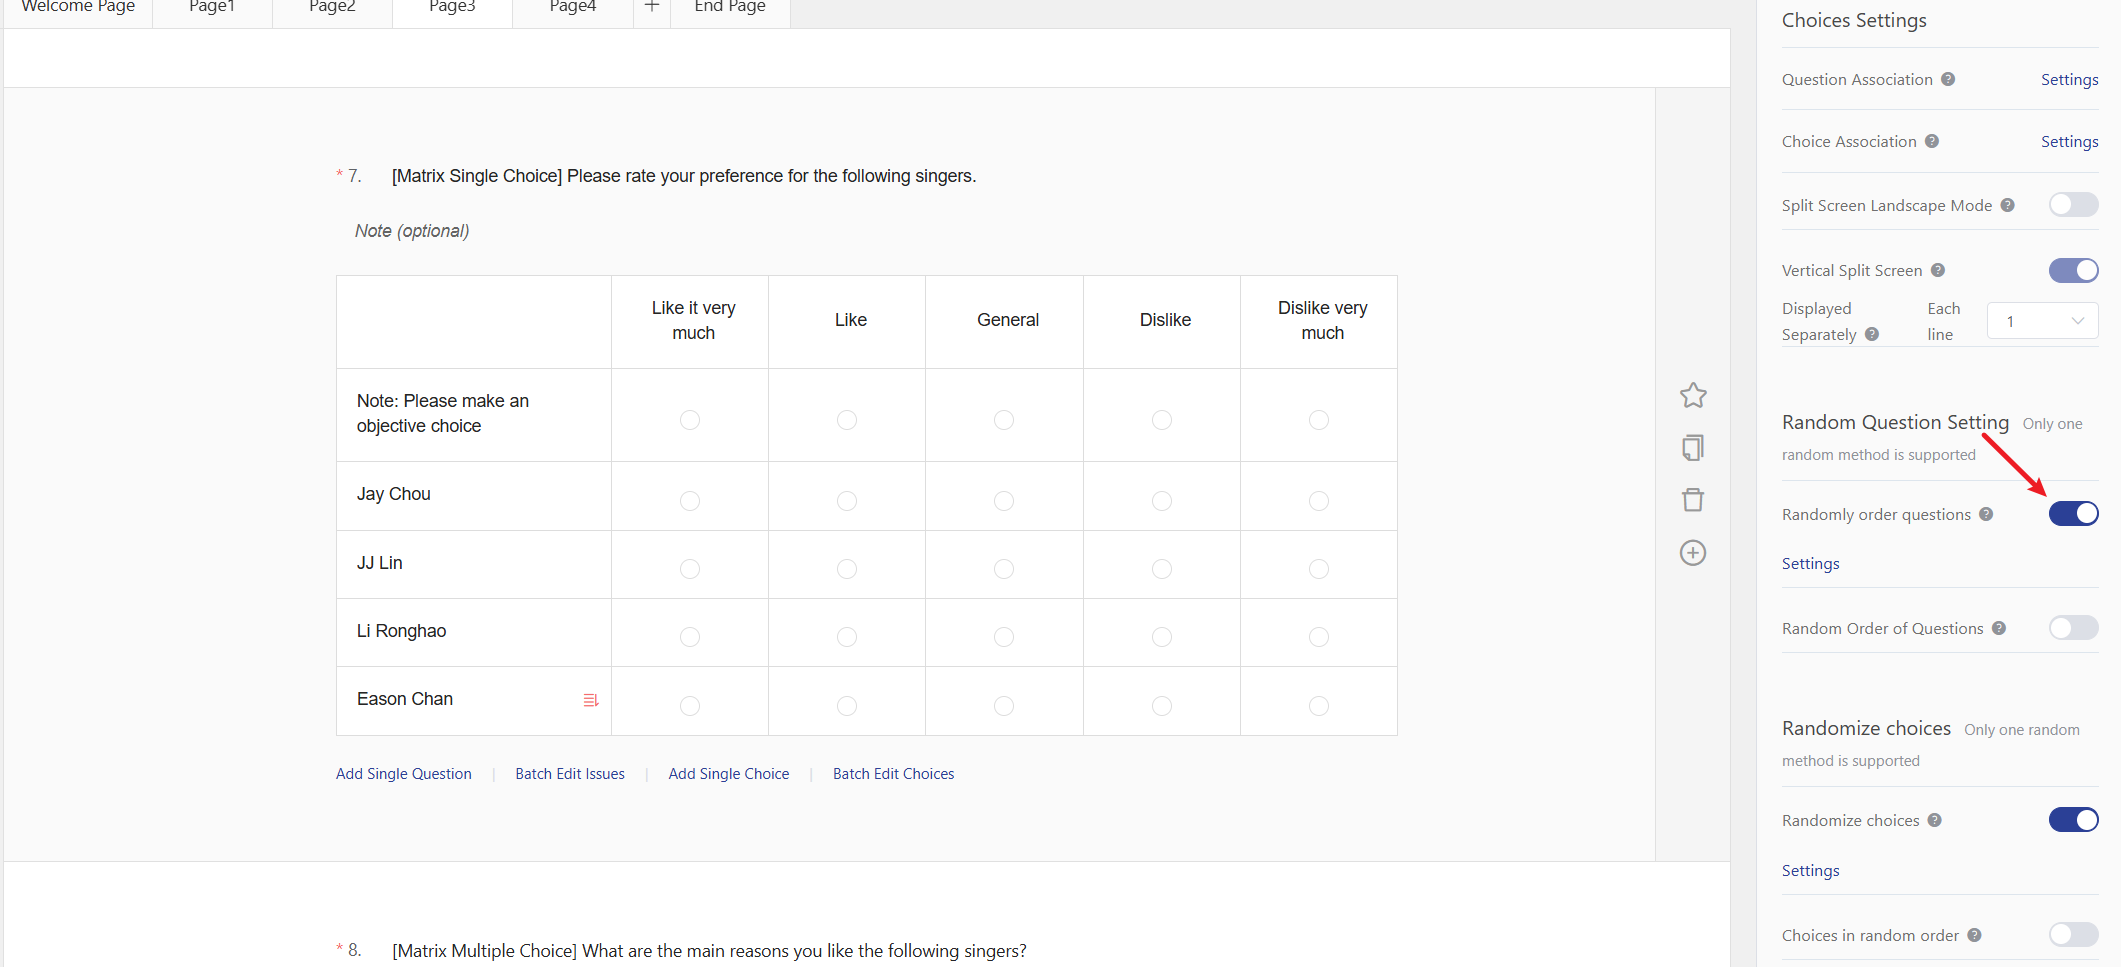 Welcome Page
Page1
Page2
Page3
Page4
End Page
* 7. [Matrix Single Choice] Please rate your preference for the following singers.
Note (optional)
Like it very
much
Like
General
Dislike
Dislike very
much
Note: Please make an
objective choice
Jay Chou
JJ Lin
Li Ronghao
Eason Chan
Add Single Question | Batch Edit Issues | Add Single Choice | Batch Edit Choices
* 8. [Matrix Multiple Choice] What are the main reasons you like the following singers?
Choices Settings
Question Association ? Settings
Choice Association ? Settings
Split Screen Landscape Mode ?
Vertical Split Screen ?
Displayed
Separately ?
Each
line
1
Random Question Setting Only one
random method is supported
Randomly order questions ?
Settings
Random Order of Questions ?
Randomize choices Only one random
method is supported
Randomize choices ?
Settings
Choices in random order ?